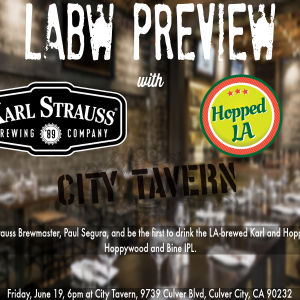 LABW PREVIEW
with
KARL STRAUSS
BREWING '89 COMPANY
Hopped
LA
CITY TAVERN
rauss Brewmaster, Paul Segura, and be the first to drink the LA-brewed Karl and Hopp
Hoppywood and Bine IPL.
Friday, June 19, 6pm at City Tavern, 9739 Culver Blvd, Culver City, CA 90232